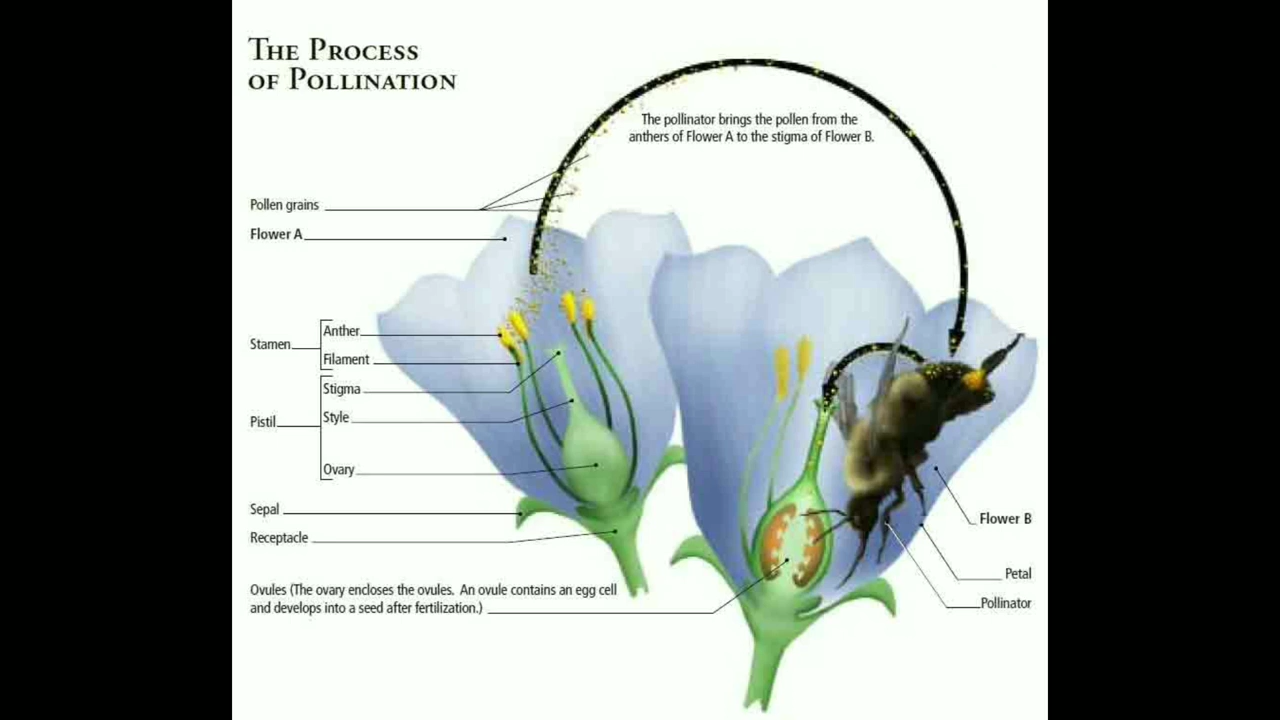 THE PROCESS
OF POLLINATION
The pollinator brings the pollen from the
anthers of Flower A to the stigma of Flower B.
Pollen grains
Flower A
Anther
Stamen
Filament
Stigma
Style
Pistil
Ovary
Sepal
Receptacle
Flower B
Petal
Ovules (The ovary encloses the ovules. An ovule contains an egg cell
and develops into a seed after fertilization.)
Pollinator